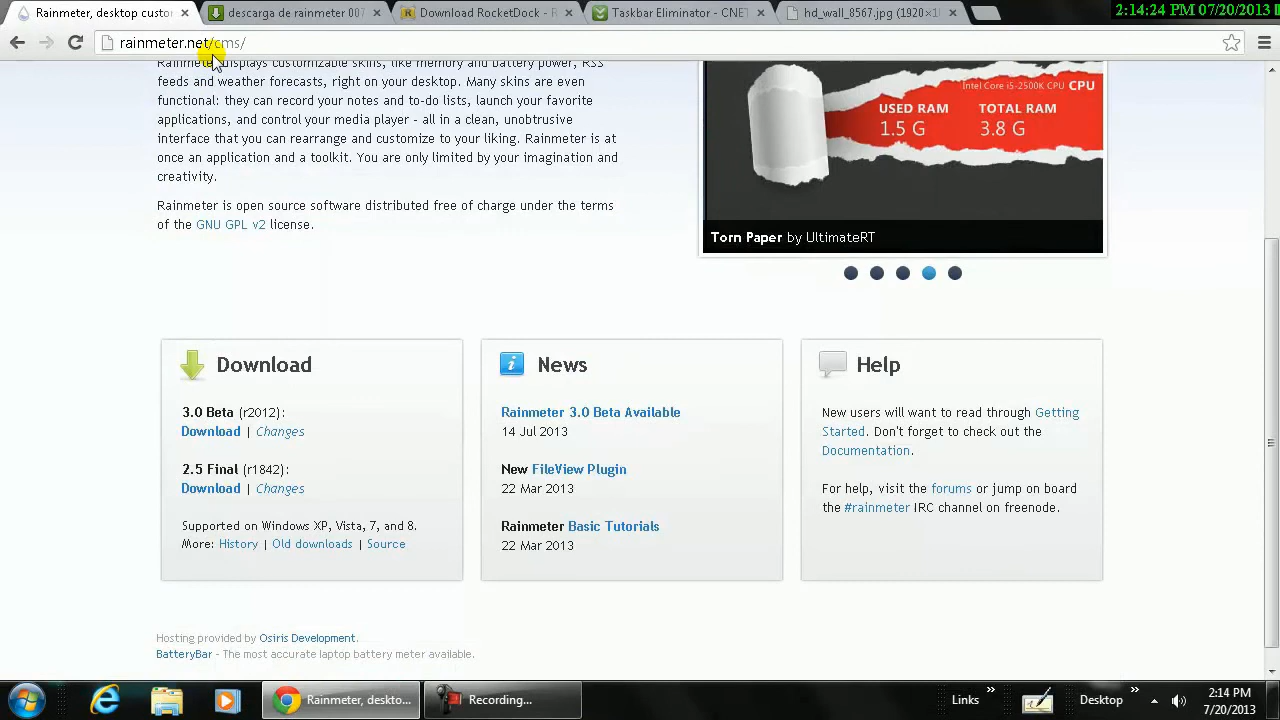 Rainmeter, desktop custo
descargar rainmeter 007
Download RocketDock - R
Taskbar Eliminator - CNET
hd_wall_8567.jpg (1920×1
2:14:24 PM 07/20/2013
rainmeter.net/cms/
Rainmeter displays customizable skins, like memory and battery power, RSS
feeds and weather forecasts, on your desktop. Many skins are even
functional: they can record your notes and to-do lists, launch your favorite
applications, and control your media player - all in a clean, unobtrusive
interface that you can rearrange and customize to your liking. Rainmeter is at
once an application and a toolkit. You are only limited by your imagination and
creativity.
Rainmeter is open source software distributed free of charge under the terms
of the GNU GPL v2 license.
Intel Core i5-2500K CPU CPU
USED RAM TOTAL RAM
1.5 G 3.8 G
Torn Paper by UltimateRT
Download
3.0 Beta (r2012):
Download | Changes
2.5 Final (r1842):
Download | Changes
Supported on Windows XP, Vista, 7, and 8.
More: History | Old downloads | Source
News
Rainmeter 3.0 Beta Available
14 Jul 2013
New FileView Plugin
22 Mar 2013
Rainmeter Basic Tutorials
22 Mar 2013
Help
New users will want to read through Getting
Started. Don't forget to check out the
Documentation.
For help, visit the forums or jump on board
the #rainmeter IRC channel on freenode.
Hosting provided by Osiris Development.
BatteryBar - The most accurate laptop battery meter available.
Rainmeter, deskto...
Recording...
Links
Desktop
2:14 PM
7/20/2013